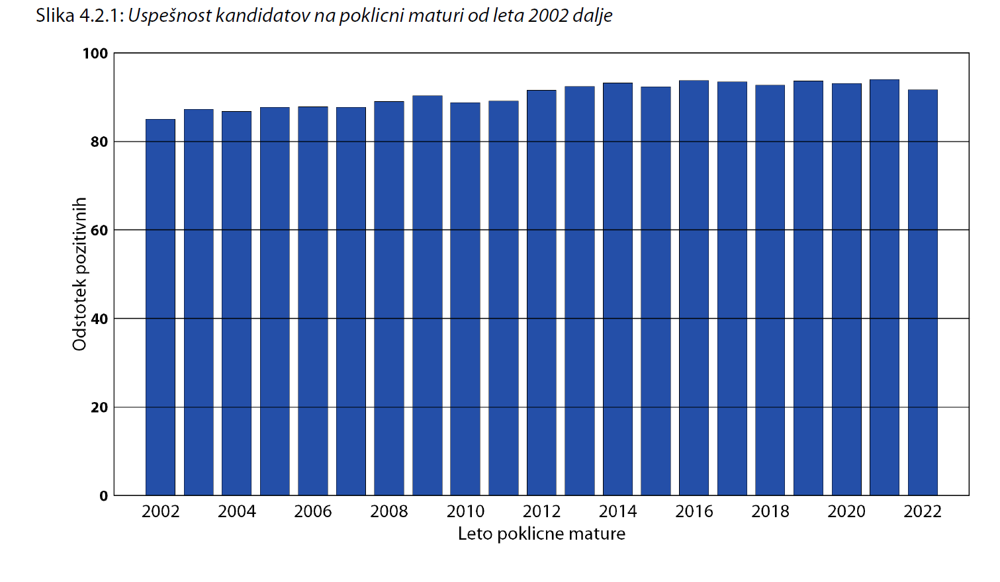 Slika 4.2.1: Uspešnost kandidatov na poklicni maturi od leta 2002 dalje
100
80
60
40
20
0
Odstotek pozitivnih
2002 2004 2006 2008 2010 2012 2014 2016 2018 2020 2022
Leto poklicne mature